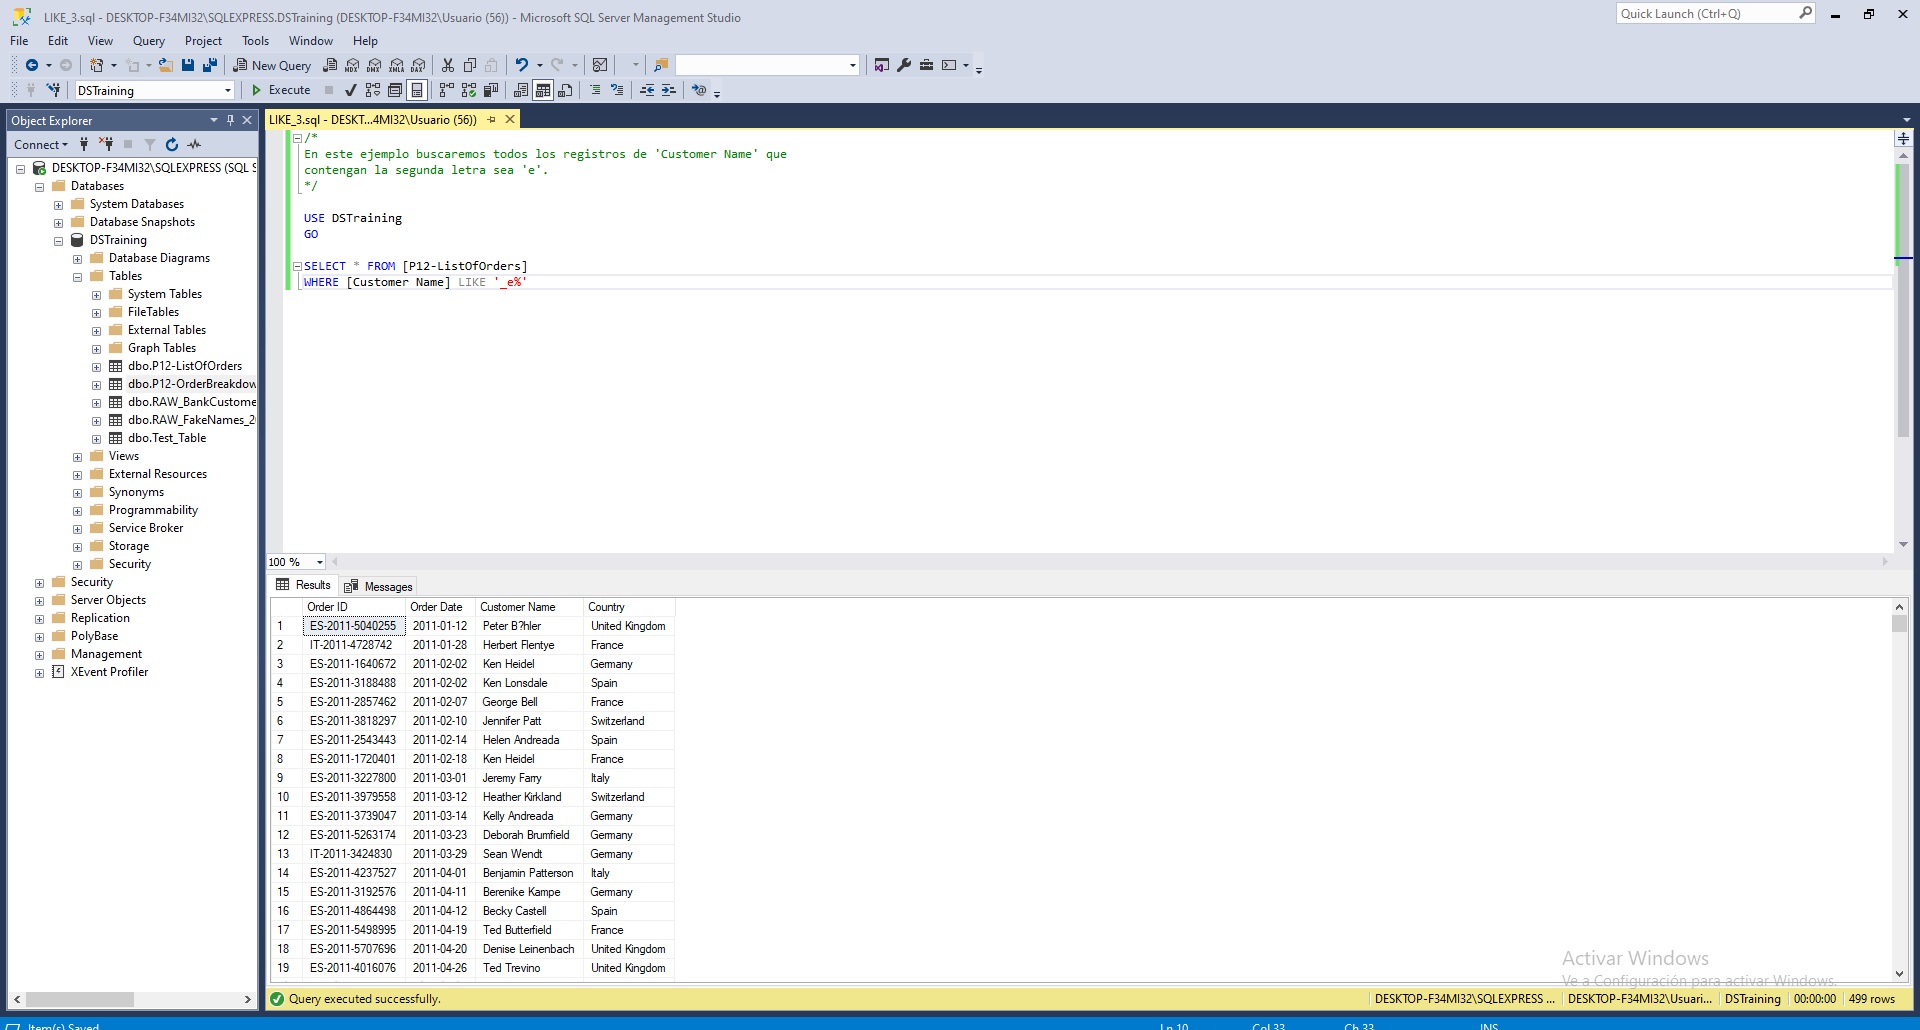 LIKE_3.sql - DESKTOP-F34MI32\SQLEXPRESS.DSTraining (DESKTOP-F34MI32\Usuario (56)) - Microsoft SQL Server Management Studio
Quick Launch (Ctrl+Q)
File Edit View Query Project Tools Window Help
New Query
DSTraining
Execute
Object Explorer
Connect
DESKTOP-F34MI32\SQLEXPRESS (SQL S
Databases
System Databases
Database Snapshots
DSTraining
Database Diagrams
Tables
System Tables
FileTables
External Tables
Graph Tables
dbo.P12-ListOfOrders
dbo.P12-OrderBreakdow
dbo.RAW_BankCustome
dbo.RAW_FakeNames_2
dbo.Test_Table
Views
External Resources
Synonyms
Programmability
Service Broker
Storage
Security
Security
Server Objects
Replication
PolyBase
Management
XEvent Profiler
LIKE_3.sql - DESKT...4MI32\Usuario (56))
/*
En este ejemplo buscaremos todos los registros de 'Customer Name' que
contengan la segunda letra sea 'e'.
*/
USE DSTraining
GO
SELECT * FROM [P12-ListOfOrders]
WHERE [Customer Name] LIKE '_e%'
100 %
Results Messages
Order ID Order Date Customer Name Country
1 ES-2011-5040255 2011-01-12 Peter B?hler United Kingdom
2 IT-2011-4728742 2011-01-28 Herbert Flentye France
3 ES-2011-1640672 2011-02-02 Ken Heidel Germany
4 ES-2011-3188488 2011-02-02 Ken Lonsdale Spain
5 ES-2011-2857462 2011-02-07 George Bell France
6 ES-2011-3818297 2011-02-10 Jennifer Patt Switzerland
7 ES-2011-2543443 2011-02-14 Helen Andreada Spain
8 ES-2011-1720401 2011-02-18 Ken Heidel France
9 ES-2011-3227800 2011-03-01 Jeremy Farry Italy
10 ES-2011-3979558 2011-03-12 Heather Kirkland Switzerland
11 ES-2011-3739047 2011-03-14 Kelly Andreada Germany
12 ES-2011-5263174 2011-03-23 Deborah Brumfield Germany
13 IT-2011-3424830 2011-03-29 Sean Wendt Germany
14 ES-2011-4237527 2011-04-01 Benjamin Patterson Italy
15 ES-2011-3192576 2011-04-11 Berenike Kampe Germany
16 ES-2011-4864498 2011-04-12 Becky Castell Spain
17 ES-2011-5498995 2011-04-19 Ted Butterfield France
18 ES-2011-5707696 2011-04-20 Denise Leinenbach United Kingdom
19 ES-2011-4016076 2011-04-26 Ted Trevino United Kingdom
Activar Windows
Ve a Configuración para activar Windows.
Query executed successfully.
DESKTOP-F34MI32\SQLEXPRESS ... DESKTOP-F34MI32\Usuari... DSTraining 00:00:00 499 rows
Item(s) Saved Ln 10 Col 33 Ch 33 INS